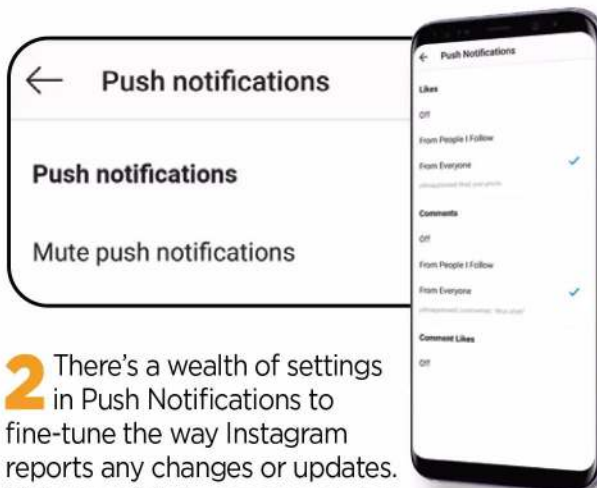 ← Push notifications
Push notifications
Mute push notifications
2 There's a wealth of settings
in Push Notifications to
fine-tune the way Instagram
reports any changes or updates.
← Push Notifications
Likes
Off
From People I Follow
From Everyone ✓
Comments
Off
From People I Follow
From Everyone ✓
Comment Likes
Off